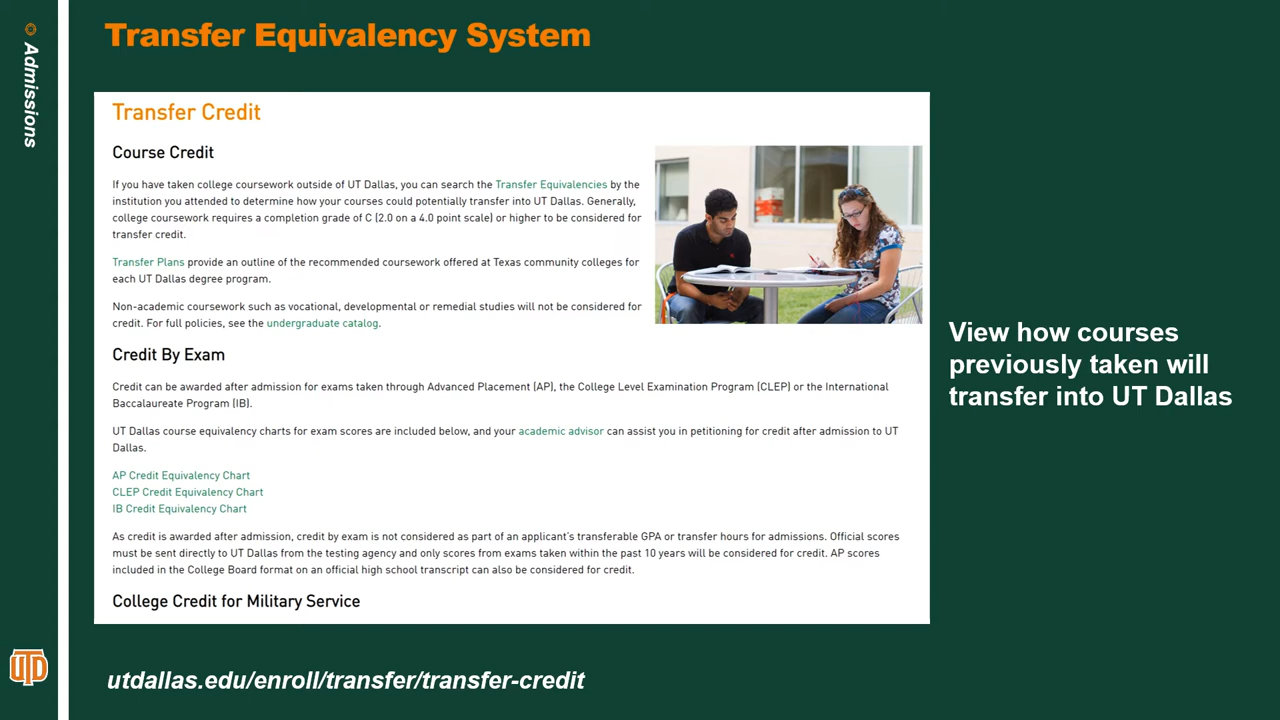 Admissions
Transfer Equivalency System
Transfer Credit
Course Credit
If you have taken college coursework outside of UT Dallas, you can search the Transfer Equivalencies by the
institution you attended to determine how your courses could potentially transfer into UT Dallas. Generally,
college coursework requires a completion grade of C (2.0 on a 4.0 point scale) or higher to be considered for
transfer credit.
Transfer Plans provide an outline of the recommended coursework offered at Texas community colleges for
each UT Dallas degree program.
Non-academic coursework such as vocational, developmental or remedial studies will not be considered for
credit. For full policies, see the undergraduate catalog.
Credit By Exam
Credit can be awarded after admission for exams taken through Advanced Placement (AP), the College Level Examination Program (CLEP) or the International
Baccalaureate Program (IB).
UT Dallas course equivalency charts for exam scores are included below, and your academic advisor can assist you in petitioning for credit after admission to UT
Dallas.
AP Credit Equivalency Chart
CLEP Credit Equivalency Chart
IB Credit Equivalency Chart
As credit is awarded after admission, credit by exam is not considered as part of an applicant's transferable GPA or transfer hours for admissions. Official scores
must be sent directly to UT Dallas from the testing agency and only scores from exams taken within the past 10 years will be considered for credit. AP scores
included in the College Board format on an official high school transcript can also be considered for credit.
College Credit for Military Service
View how courses
previously taken will
transfer into UT Dallas
UTD
utdallas.edu/enroll/transfer/transfer-credit